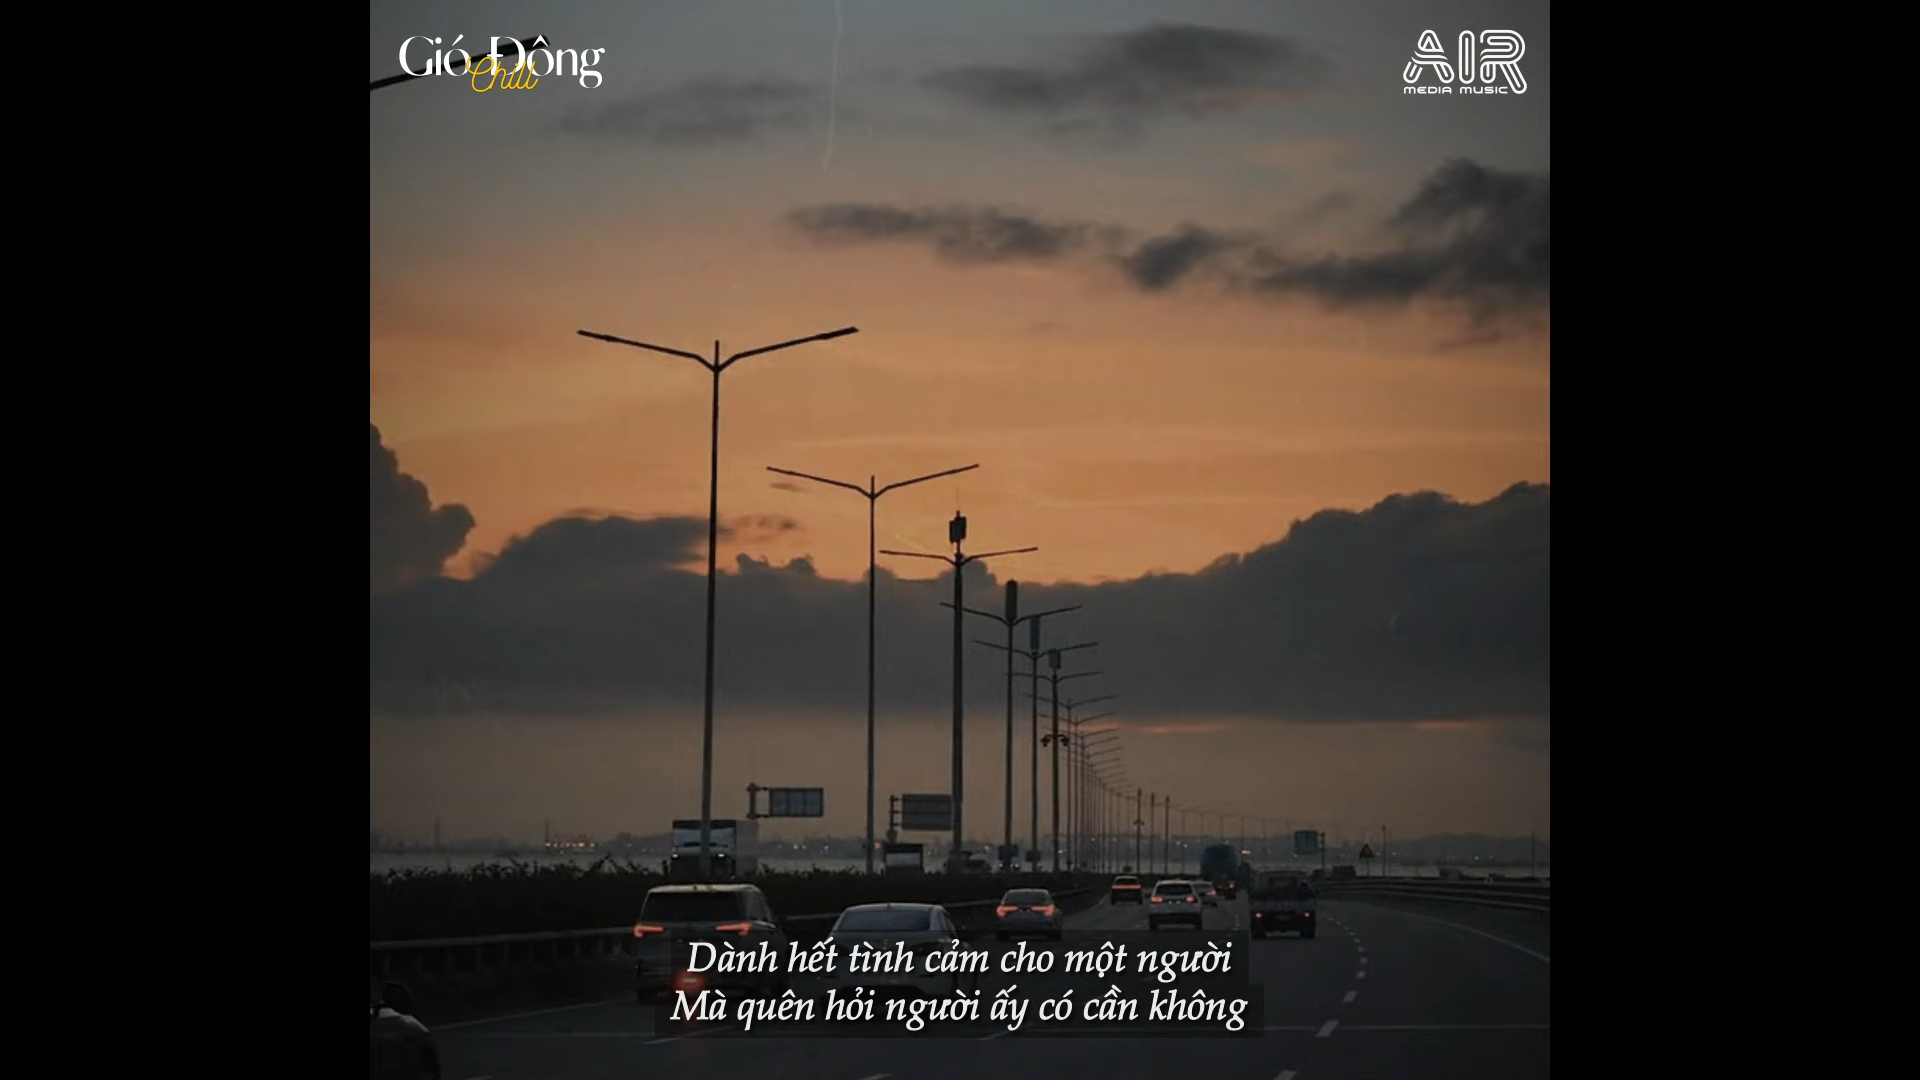 Gió Đông
Chill
AIR
MEDIA MUSIC
Dành hết tình cảm cho một người
Mà quên hỏi người ấy có cần không